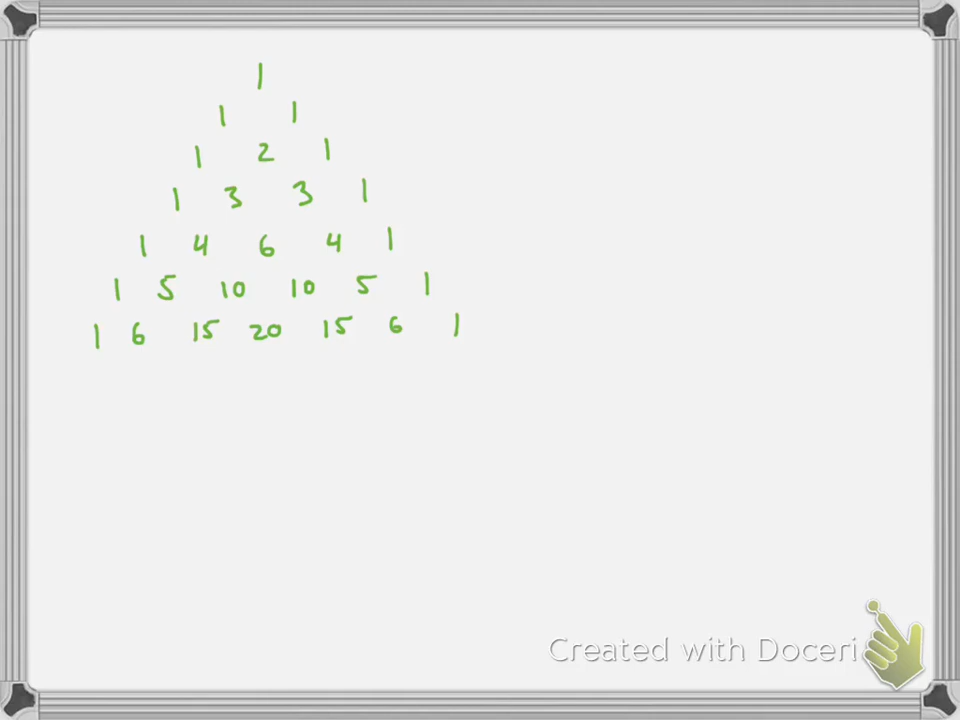 1
1 1
1 2 1
1 3 3 1
1 4 6 4 1
1 5 10 10 5 1
1 6 15 20 15 6 1
Created with Doceri